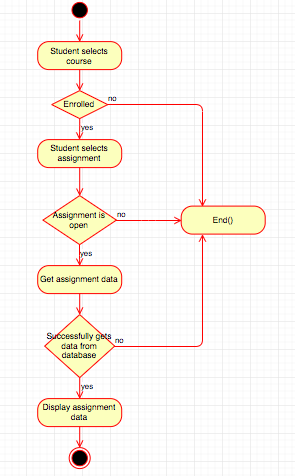 Student selects
course
Enrolled
no
yes
Student selects
assignment
Assignment is
open
no
End()
yes
Get assignment data
Successfully gets
data from
database
no
yes
Display assignment
data